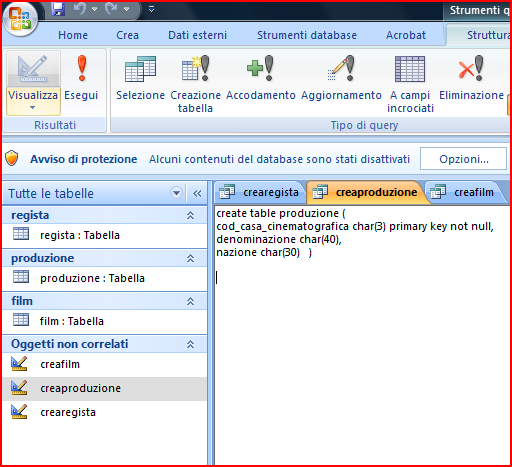 Strumenti q
Home Crea Dati esterni Strumenti database Acrobat Struttura
Visualizza Esegui Selezione Creazione tabella Accodamento Aggiornamento A campi incrociati Eliminazione
Risultati Tipo di query
Avviso di protezione Alcuni contenuti del database sono stati disattivati Opzioni...
Tutte le tabelle
regista
regista : Tabella
produzione
produzione : Tabella
film
film : Tabella
Oggetti non correlati
creafilm
creaproduzione
crearegista
crearegista creaproduzione creafilm
create table produzione (
cod_casa_cinematografica char(3) primary key not null,
denominazione char(40),
nazione char(30) )